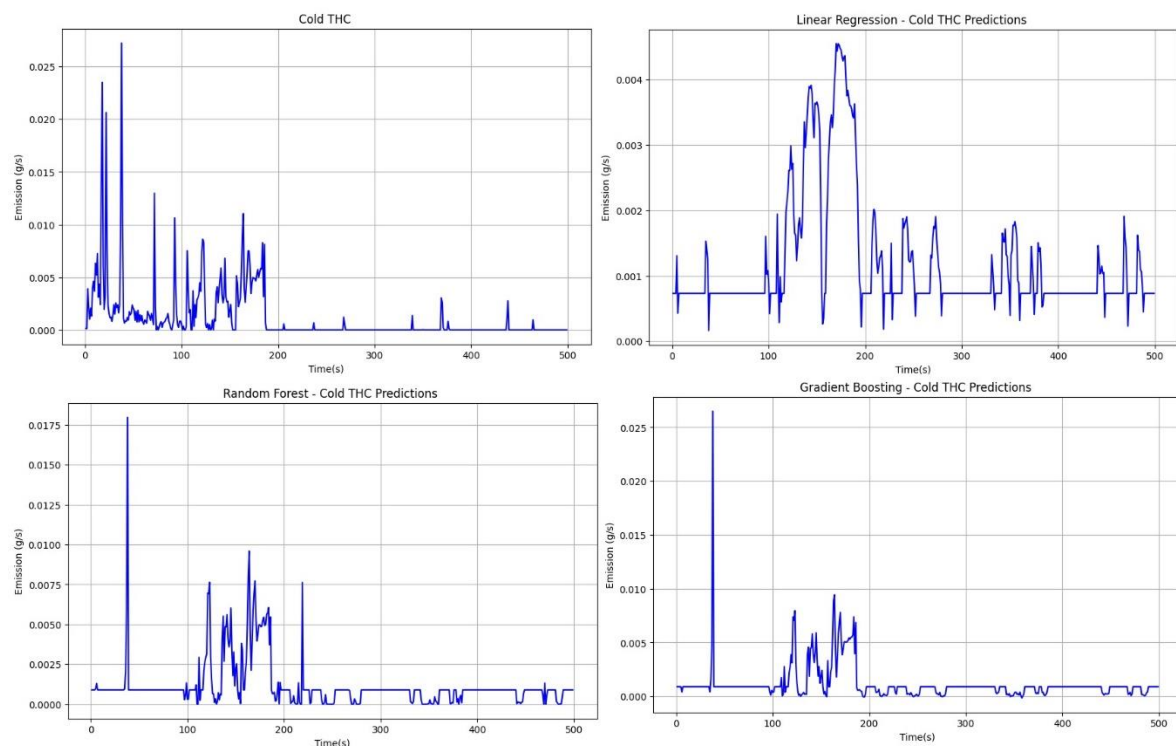 Cold THC
Emission (g/s)
0.025
0.020
0.015
0.010
0.005
0.000
0 100 200 300 400 500
Time(s)
Linear Regression - Cold THC Predictions
Emission (g/s)
0.004
0.003
0.002
0.001
0.000
0 100 200 300 400 500
Time(s)
Random Forest - Cold THC Predictions
Emission (g/s)
0.0175
0.0150
0.0125
0.0100
0.0075
0.0050
0.0025
0.0000
0 100 200 300 400 500
Time(s)
Gradient Boosting - Cold THC Predictions
Emission (g/s)
0.025
0.020
0.015
0.010
0.005
0.000
0 100 200 300 400 500
Time(s)